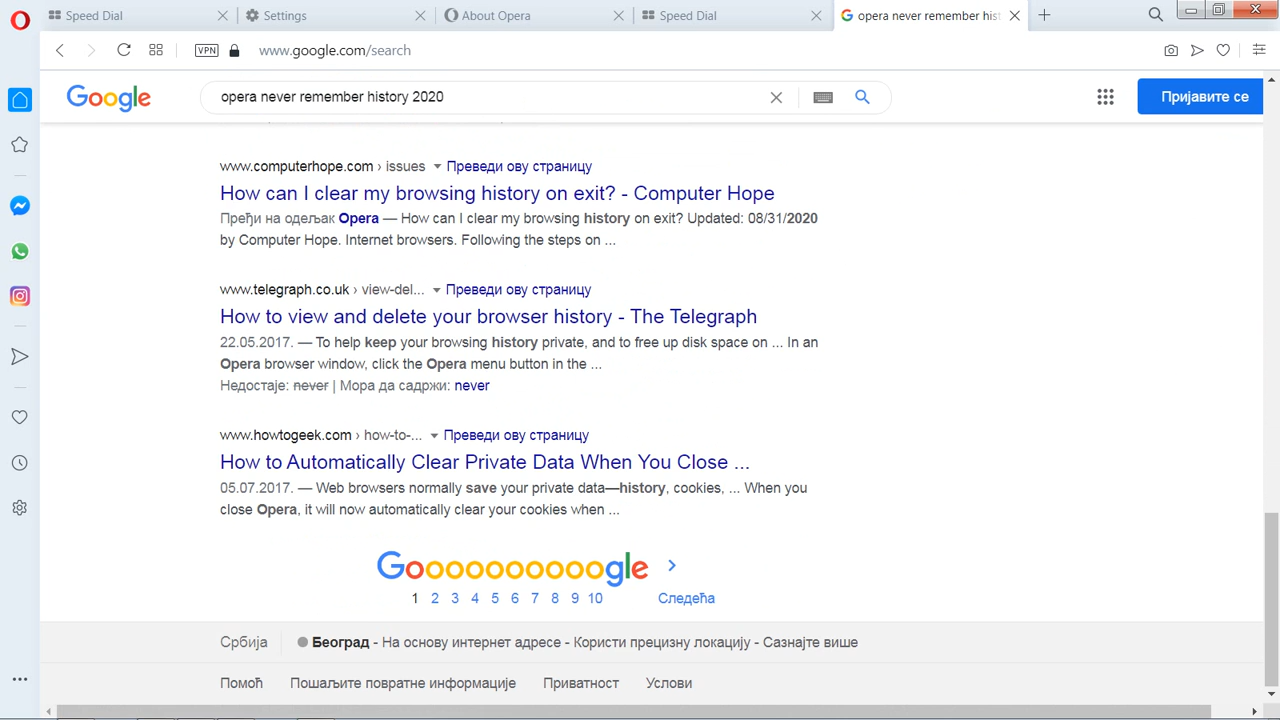 Speed Dial
Settings
About Opera
Speed Dial
opera never remember his
VPN
www.google.com/search
Google
opera never remember history 2020
Пријавите се
www.computerhope.com › issues
Преведи ову страницу
How can I clear my browsing history on exit? - Computer Hope
Пређи на одељак Opera — How can I clear my browsing history on exit? Updated: 08/31/2020
by Computer Hope. Internet browsers. Following the steps on ...
www.telegraph.co.uk › view-del...
Преведи ову страницу
How to view and delete your browser history - The Telegraph
22.05.2017. — To help keep your browsing history private, and to free up disk space on ... In an
Opera browser window, click the Opera menu button in the ...
Недостаје: never | Мора да садржи: never
www.howtogeek.com › how-to-...
Преведи ову страницу
How to Automatically Clear Private Data When You Close ...
05.07.2017. — Web browsers normally save your private data—history, cookies, ... When you
close Opera, it will now automatically clear your cookies when ...
Goooooooooogle
1 2 3 4 5 6 7 8 9 10
Следећа
Србија
Београд - На основу интернет адресе - Користи прецизну локацију - Сазнајте више
Помоћ
Пошаљите повратне информације
Приватност
Услови